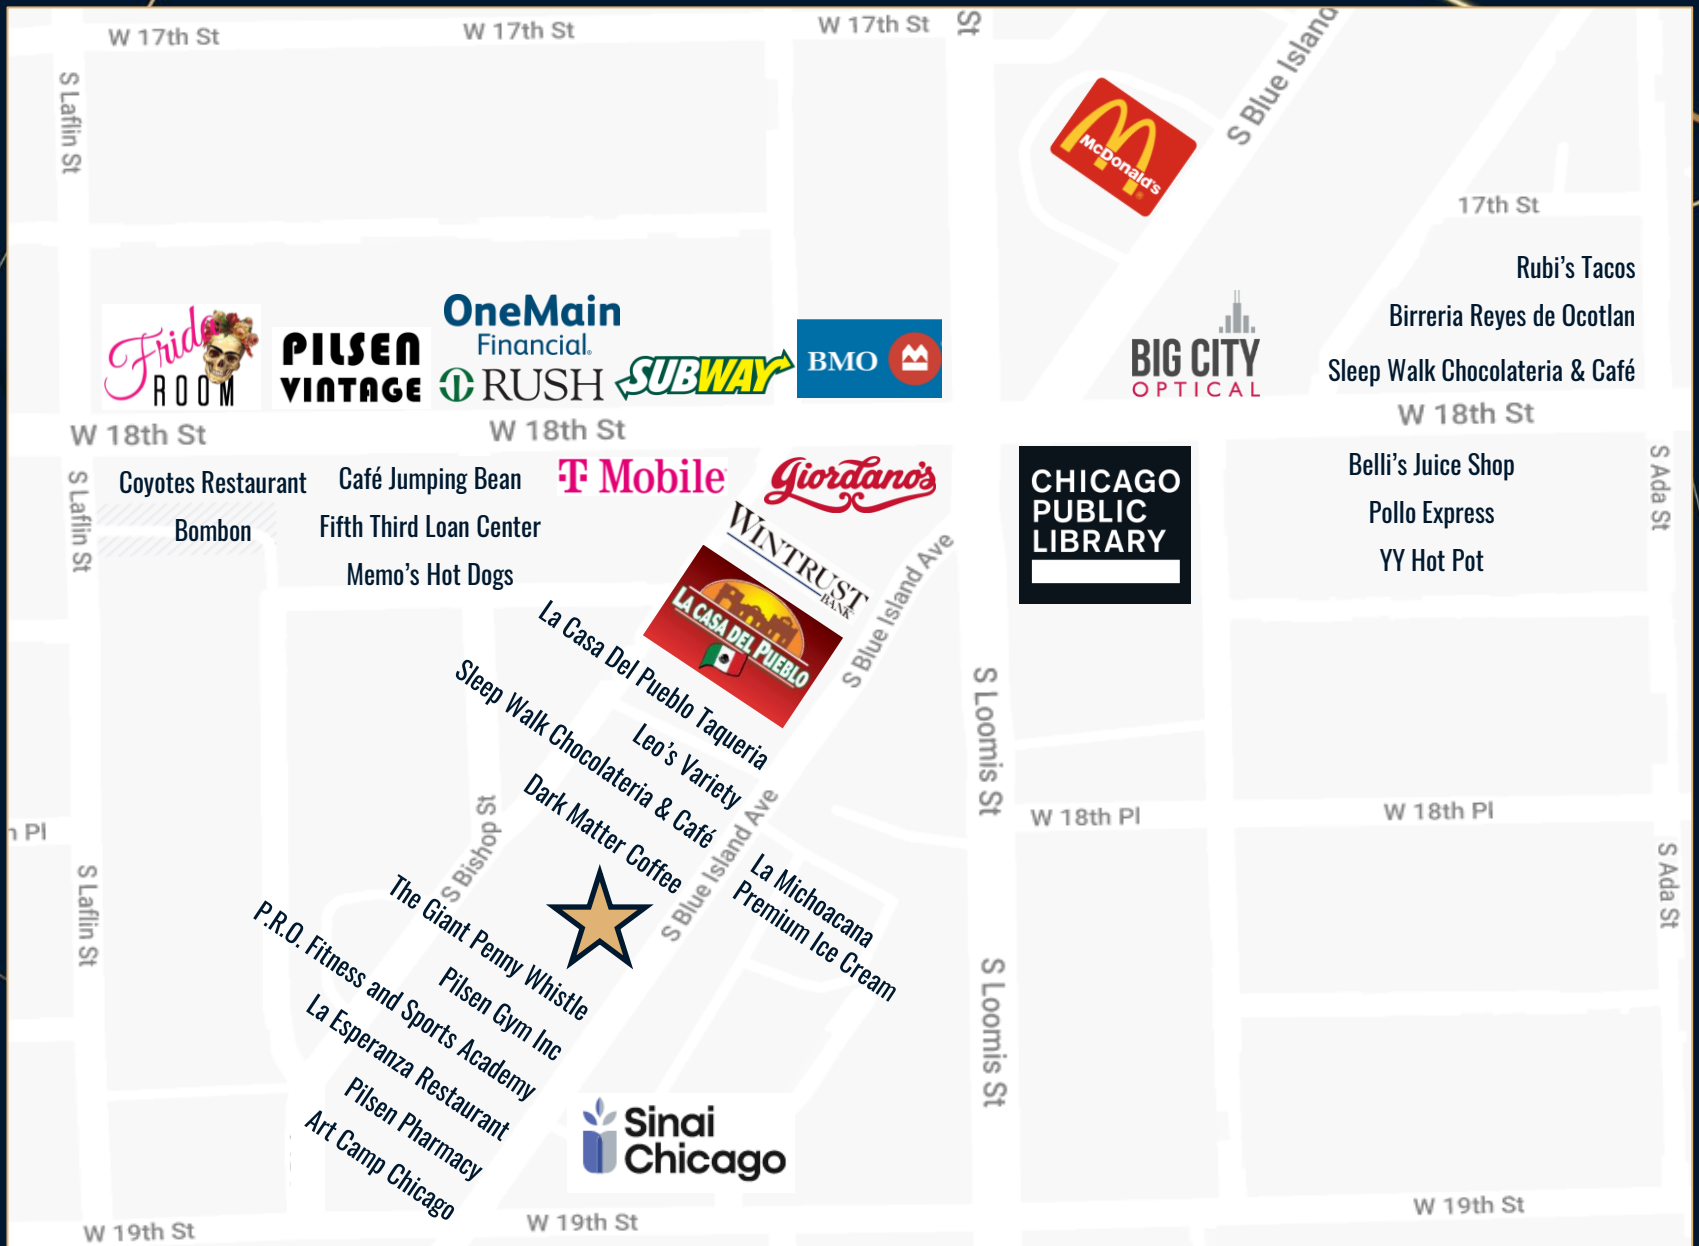 W 17th St
W 17th St
W 17th St
St
S Blue Island
S Laflin St
McDonald's
17th St
Rubi's Tacos
Birreria Reyes de Ocotlan
Sleep Walk Chocolateria & Café
Frida
ROOM
PILSEN
VINTAGE
OneMain
Financial
RUSH
SUBWAY
BMO
BIG CITY
OPTICAL
W 18th St
W 18th St
W 18th St
S Laflin St
Coyotes Restaurant
Bombon
Café Jumping Bean
Fifth Third Loan Center
Memo's Hot Dogs
T Mobile
Giordano's
WINTRUST
BANK
LA CASA DEL PUEBLO
S Blue Island Ave
CHICAGO
PUBLIC
LIBRARY
Belli's Juice Shop
Pollo Express
YY Hot Pot
S Ada St
La Casa Del Pueblo Taqueria
Leo's Variety
Sleep Walk Chocolateria & Café
Dark Matter Coffee
S Bishop St
S Blue Island Ave
S Loomis St
W 18th Pl
W 18th Pl
h Pl
S Laflin St
S Ada St
La Michoacana
Premium Ice Cream
The Giant Penny Whistle
Pilsen Gym Inc
P.R.O. Fitness and Sports Academy
La Esperanza Restaurant
Pilsen Pharmacy
Art Camp Chicago
S Loomis St
Sinai
Chicago
W 19th St
W 19th St
W 19th St